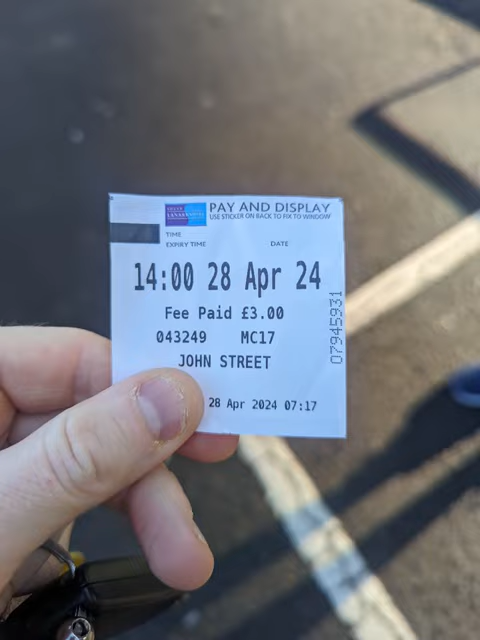 PAY AND DISPLAY
USE STICKER ON BACK TO FIX TO WINDOW
TIME
EXPIRY TIME DATE
14:00 28 Apr 24
Fee Paid £3.00
043249 MC17
JOHN STREET
28 Apr 2024 07:17
07945931